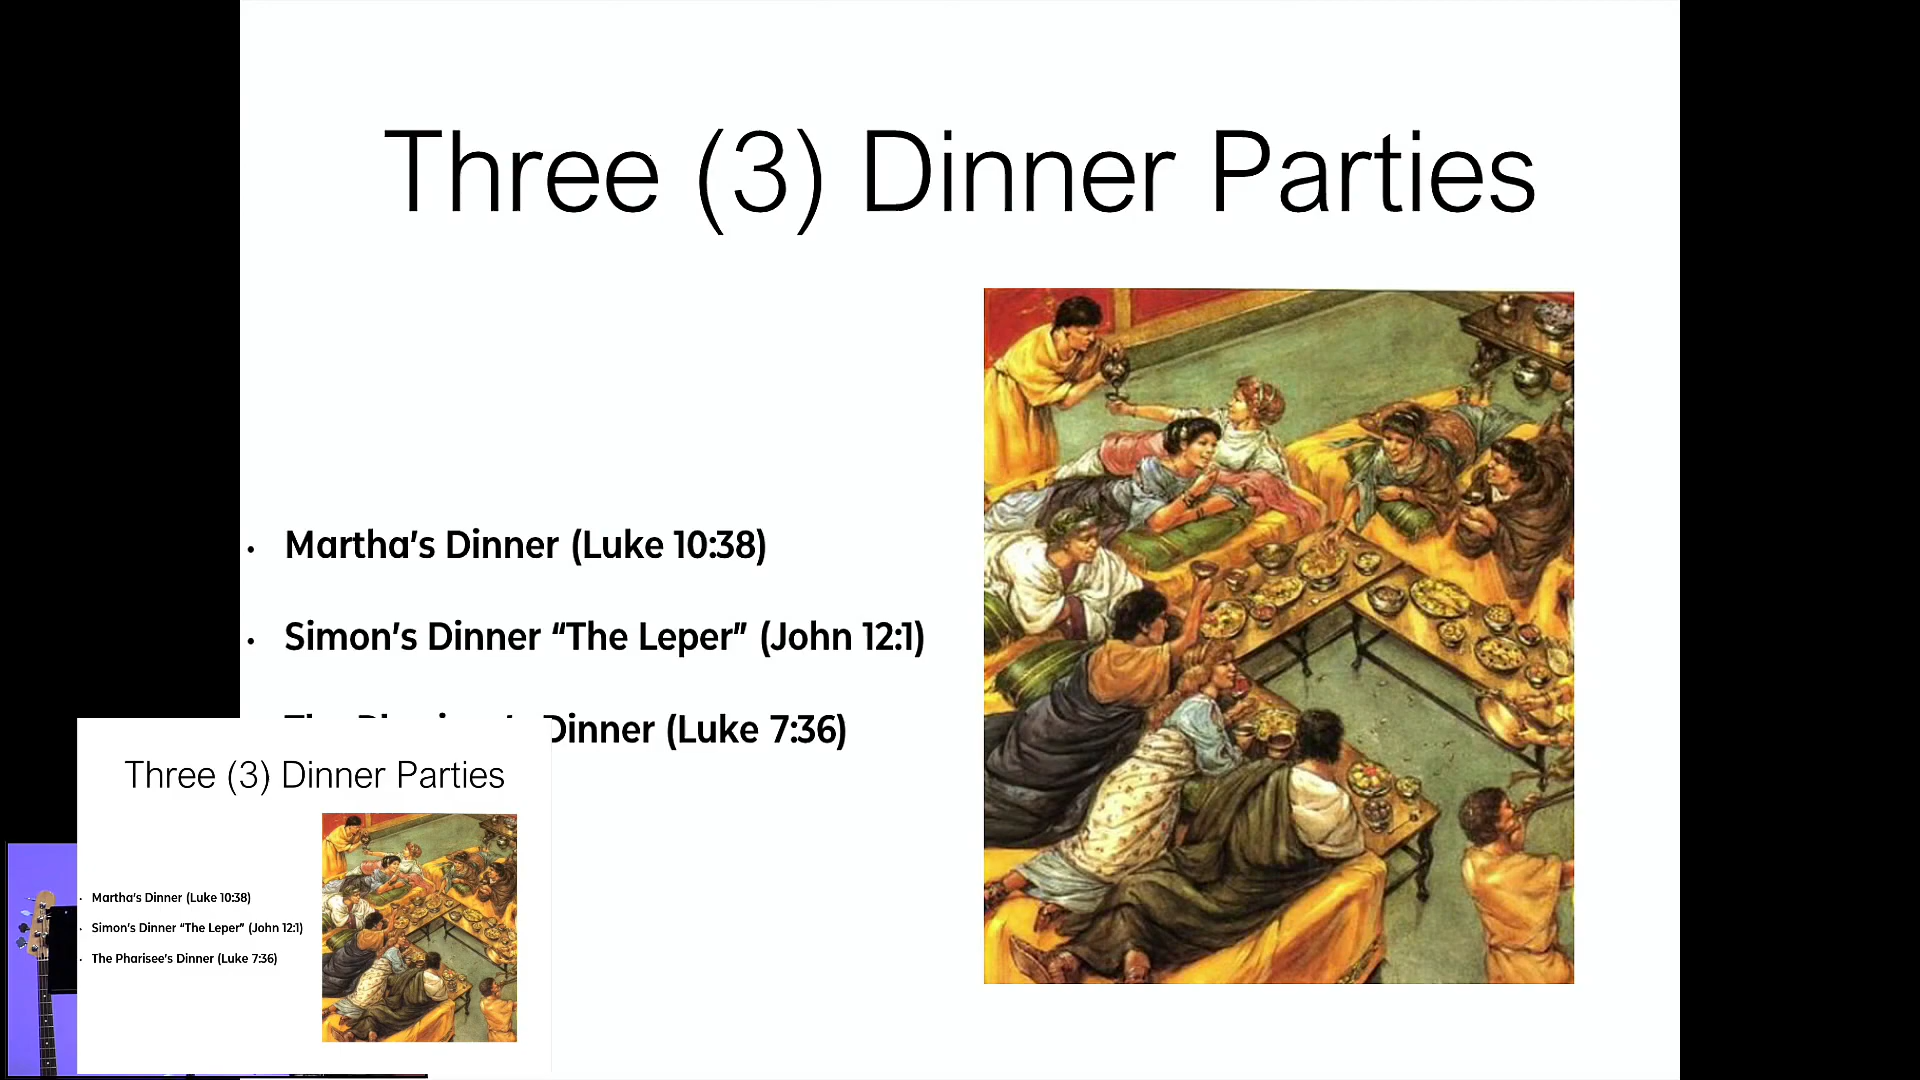 Three (3) Dinner Parties
• Martha's Dinner (Luke 10:38)
• Simon's Dinner “The Leper” (John 12:1)
Dinner (Luke 7:36)
Three (3) Dinner Parties
• Martha's Dinner (Luke 10:38)
• Simon's Dinner “The Leper” (John 12:1)
• The Pharisee's Dinner (Luke 7:36)